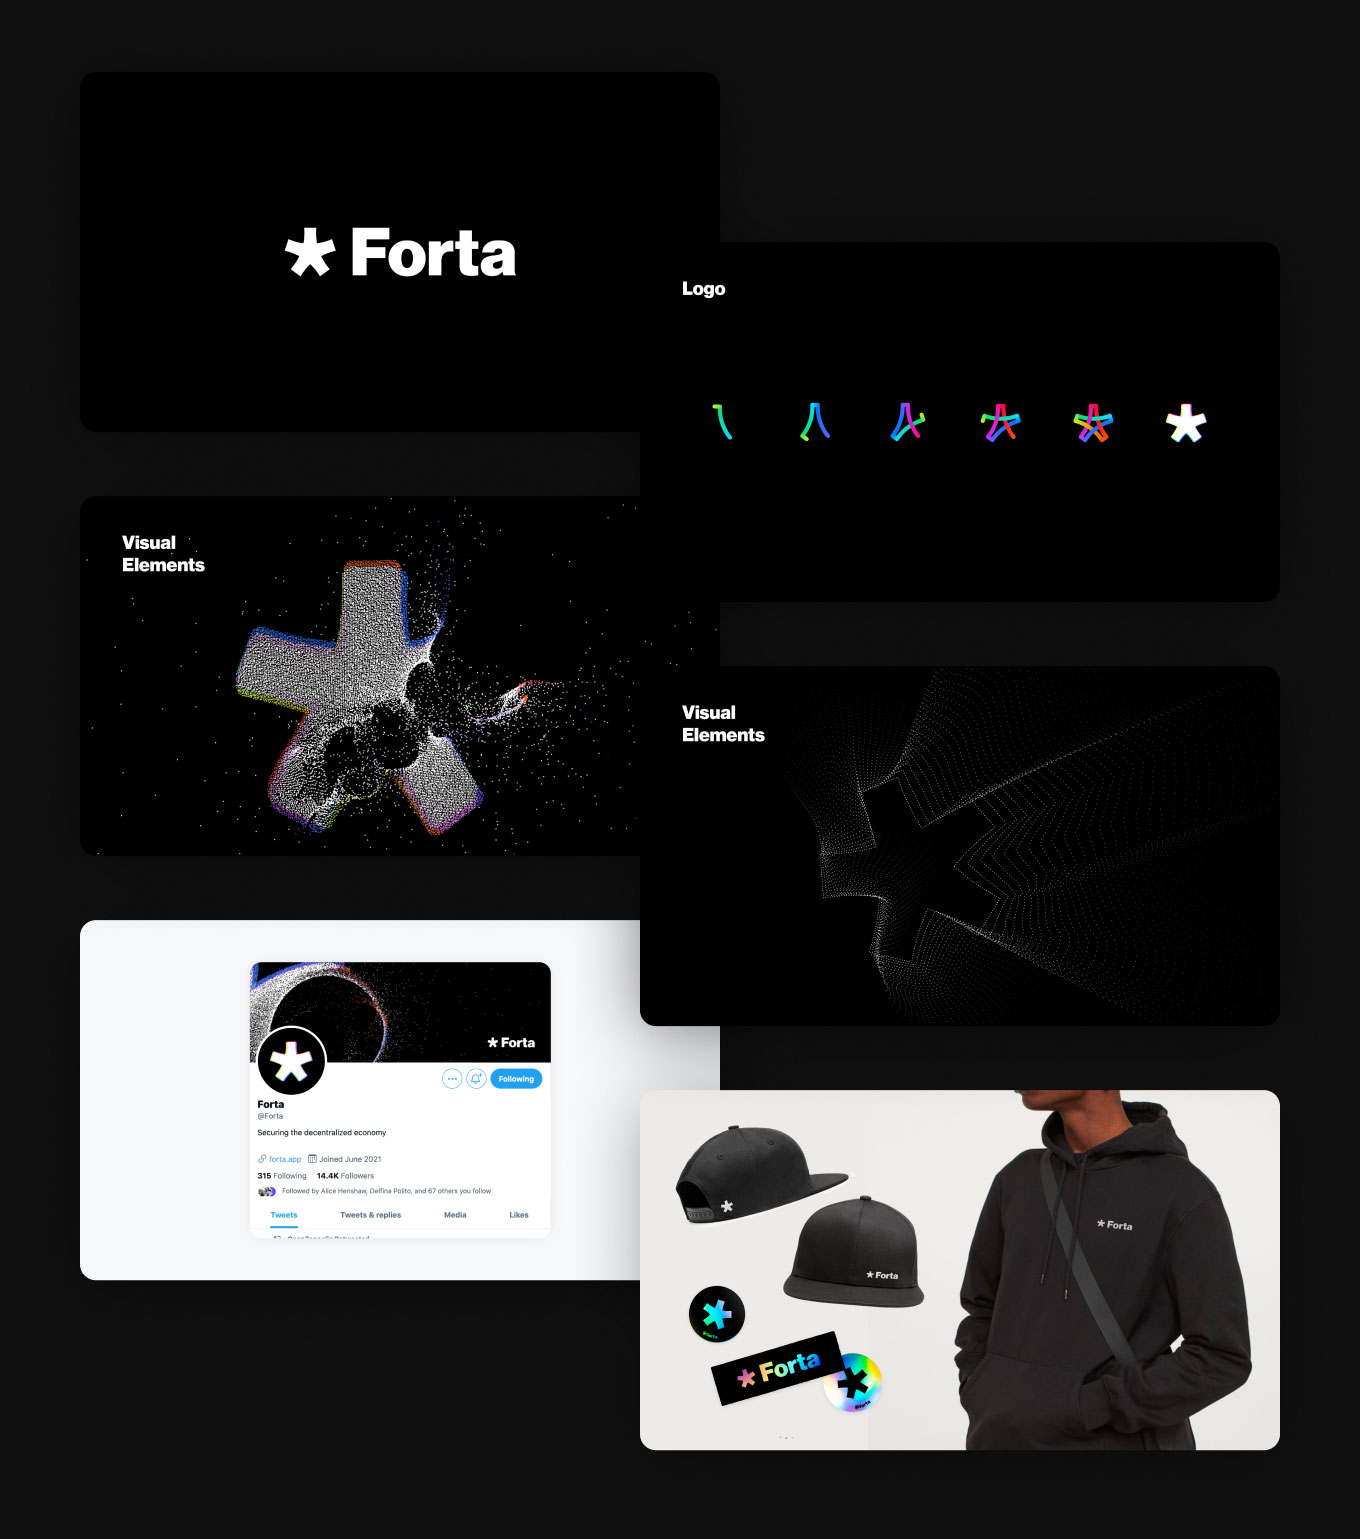 Forta
Logo
Visual
Elements
Visual
Elements
Forta
Following
Forta
@Forta
Securing the decentralized economy
forta.app Joined June 2021
315 Following 14.4K Followers
Followed by Alice Henshaw, Delfina Polito, and 67 others you follow
Tweets Tweets & replies Media Likes
Forta
Forta
@Forta
Forta
@Forta